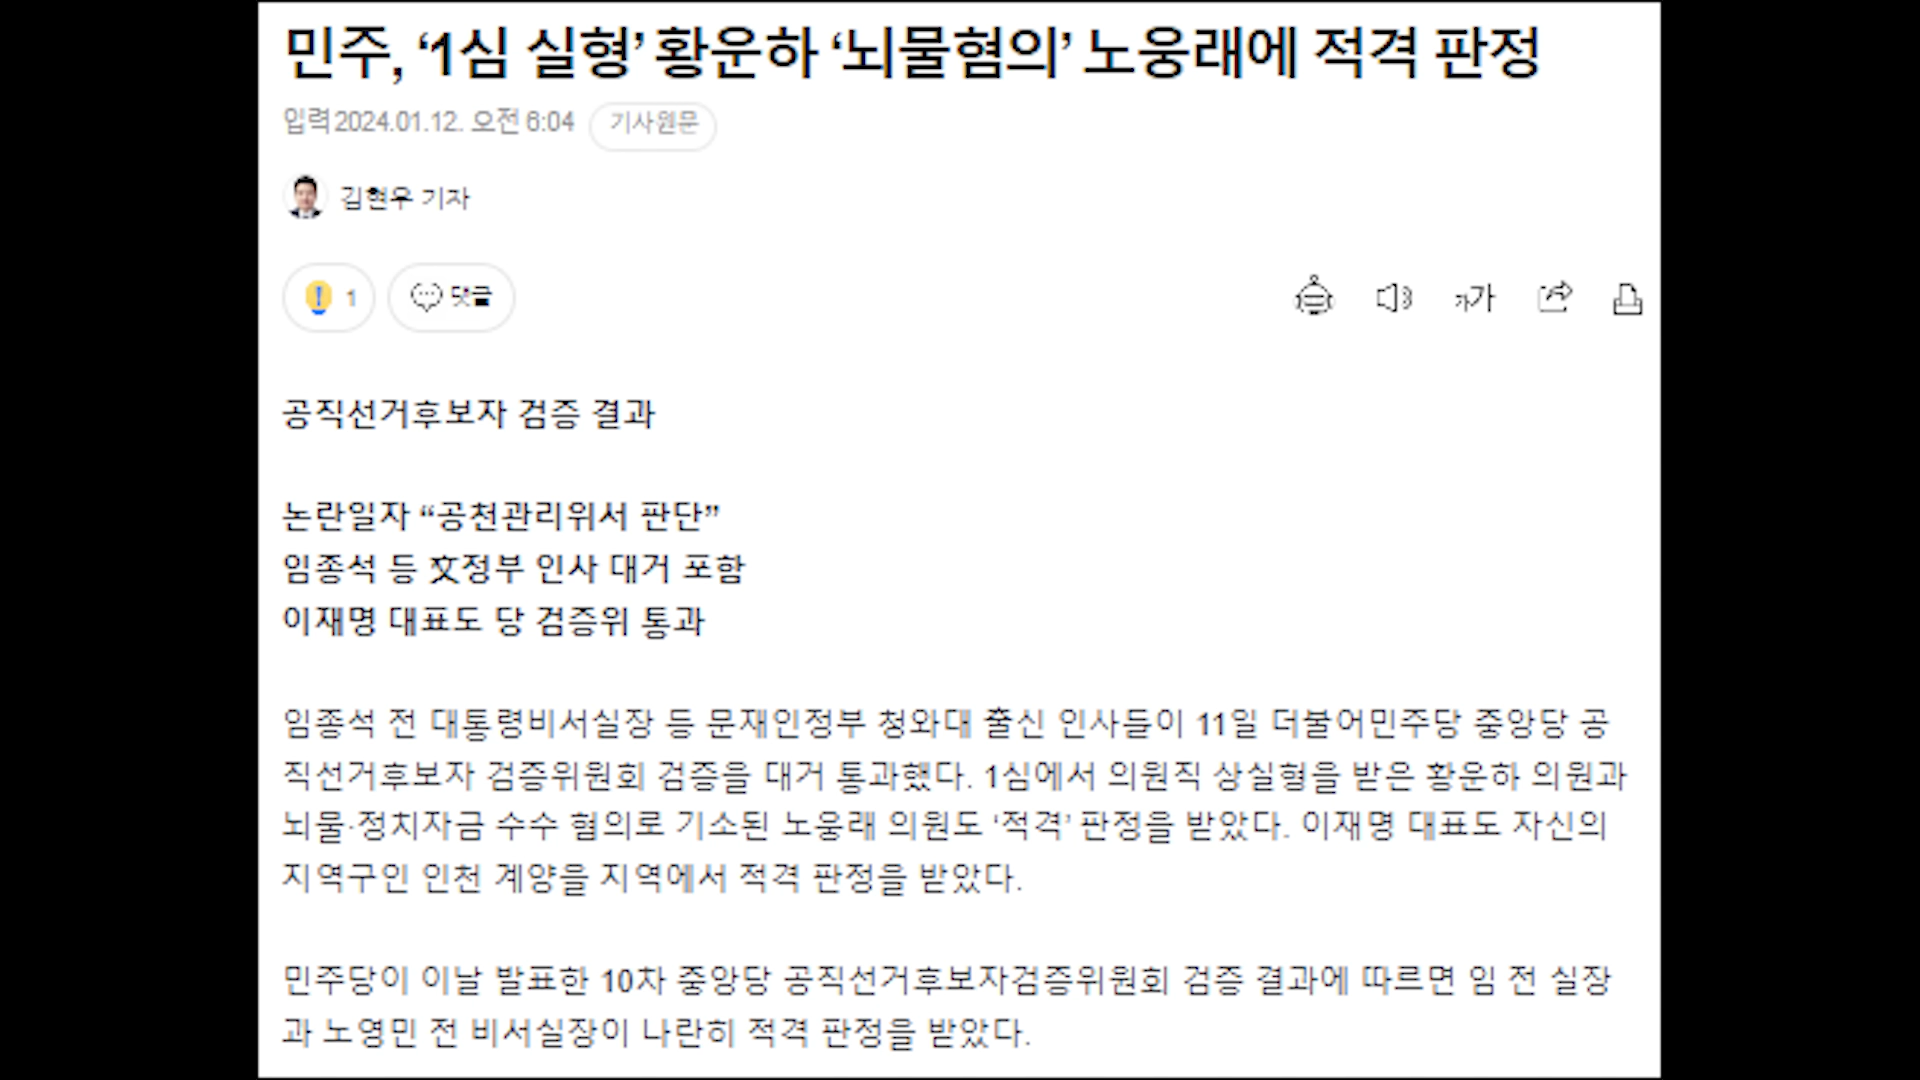 민주, ‘1심 실형’ 황운하 ‘뇌물혐의’ 노웅래에 적격 판정
입력 2024.01.12. 오전 6:04 기사원문
김현우 기자
1 댓글
가가
공직선거후보자 검증 결과
논란일자 “공천관리위서 판단”
임종석 등 文정부 인사 대거 포함
이재명 대표도 당 검증위 통과
임종석 전 대통령비서실장 등 문재인정부 청와대 출신 인사들이 11일 더불어민주당 중앙당 공
직선거후보자 검증위원회 검증을 대거 통과했다. 1심에서 의원직 상실형을 받은 황운하 의원과
뇌물·정치자금 수수 혐의로 기소된 노웅래 의원도 ‘적격’ 판정을 받았다. 이재명 대표도 자신의
지역구인 인천 계양을 지역에서 적격 판정을 받았다.
민주당이 이날 발표한 10차 중앙당 공직선거후보자검증위원회 검증 결과에 따르면 임 전 실장
과 노영민 전 비서실장이 나란히 적격 판정을 받았다.